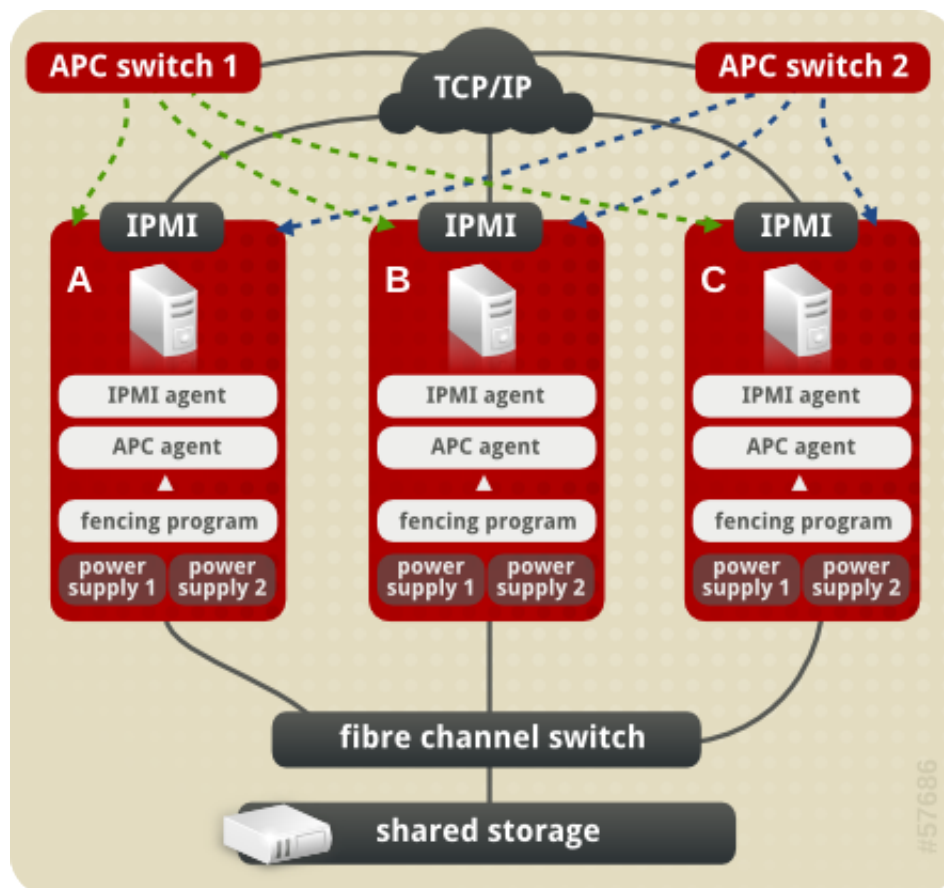 APC switch 1
APC switch 2
TCP/IP
IPMI
IPMI
IPMI
A
B
C
IPMI agent
IPMI agent
IPMI agent
APC agent
APC agent
APC agent
fencing program
fencing program
fencing program
power
supply 1
power
supply 2
power
supply 1
power
supply 2
power
supply 1
power
supply 2
fibre channel switch
shared storage
#57686